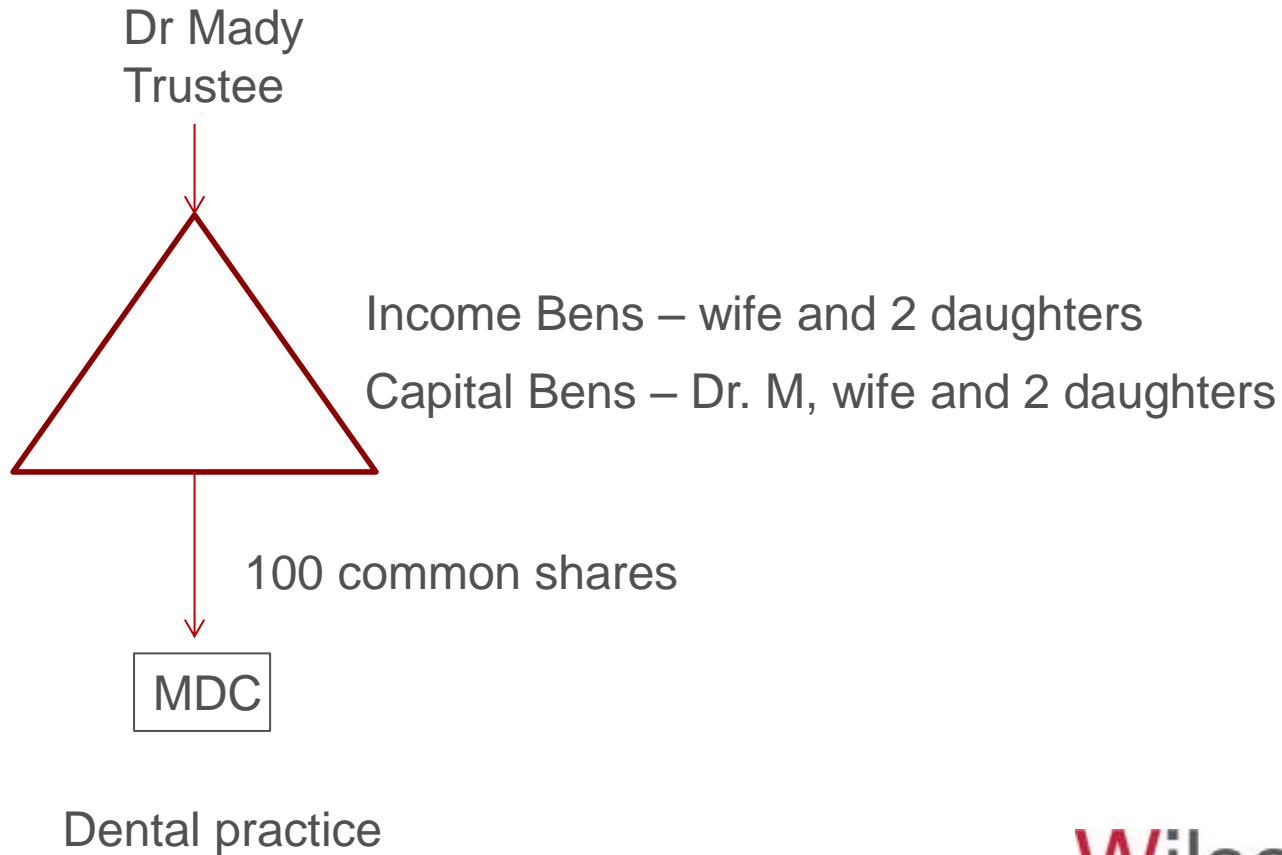 Dr Mady
Trustee
Income Bens – wife and 2 daughters
Capital Bens – Dr. M, wife and 2 daughters
100 common shares
MDC
Dental practice